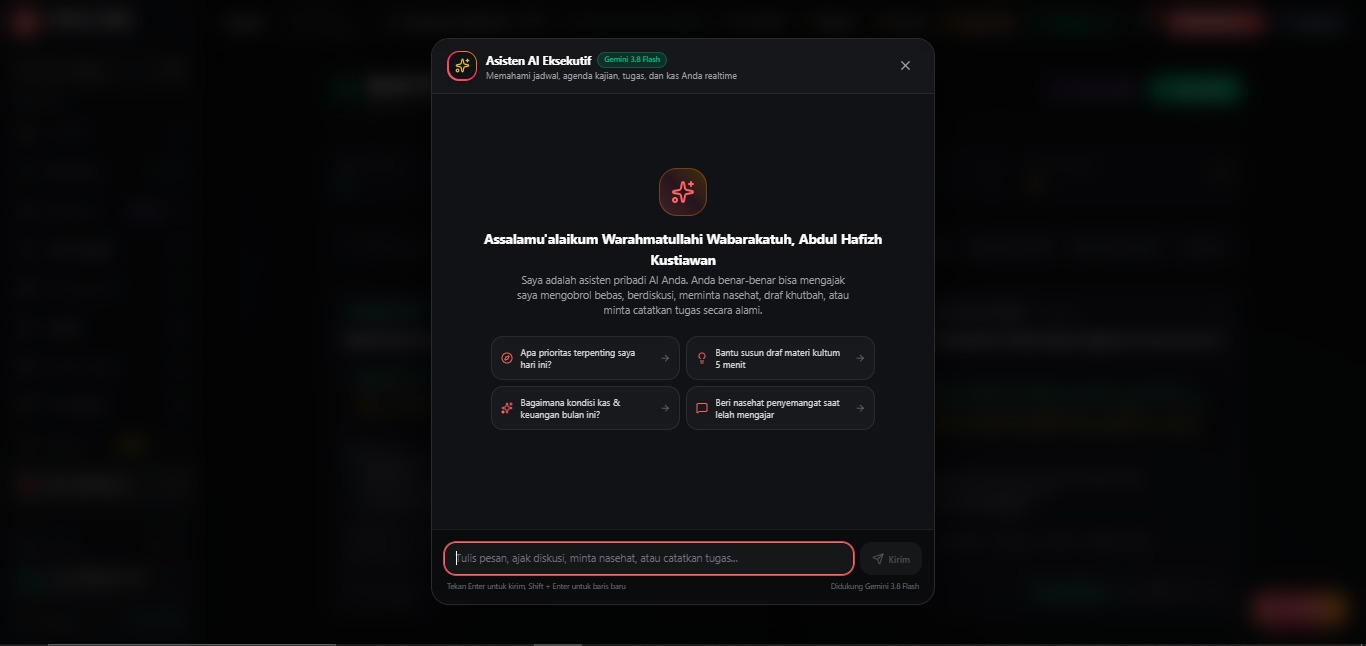 Asisten AI Eksekutif
Gemini 3.8 Flash
Memahami jadwal, agenda kajian, tugas, dan kas Anda realtime
Assalamu'alaikum Warahmatullahi Wabarakatuh, Abdul Hafizh
Kustiawan
Saya adalah asisten pribadi AI Anda. Anda benar-benar bisa mengajak
saya mengobrol bebas, berdiskusi, meminta nasehat, draf khutbah, atau
minta catatkan tugas secara alami.
Apa prioritas terpenting saya
hari ini?
Bantu susun draf materi kultum
5 menit
Bagaimana kondisi kas &
keuangan bulan ini?
Beri nasehat penyemangat saat
lelah mengajar
Tulis pesan, ajak diskusi, minta nasehat, atau catatkan tugas...
Kirim
Tekan Enter untuk kirim, Shift + Enter untuk baris baru
Didukung Gemini 3.8 Flash